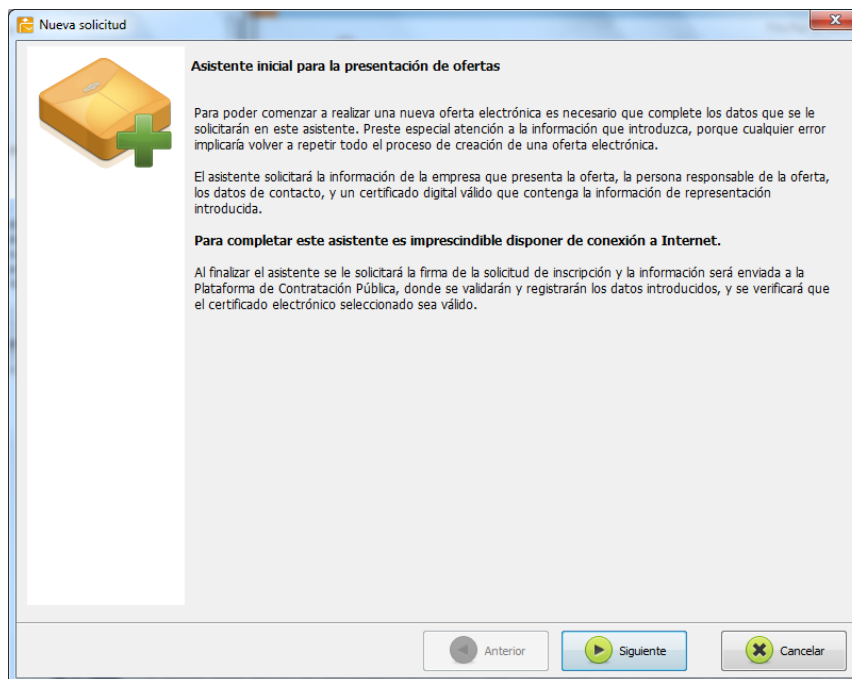 Nueva solicitud
Asistente inicial para la presentación de ofertas
Para poder comenzar a realizar una nueva oferta electrónica es necesario que complete los datos que se le
solicitarán en este asistente. Preste especial atención a la información que introduzca, porque cualquier error
implicaría volver a repetir todo el proceso de creación de una oferta electrónica.
El asistente solicitará la información de la empresa que presenta la oferta, la persona responsable de la oferta,
los datos de contacto, y un certificado digital válido que contenga la información de representación
introducida.
Para completar este asistente es imprescindible disponer de conexión a Internet.
Al finalizar el asistente se le solicitará la firma de la solicitud de inscripción y la información será enviada a la
Plataforma de Contratación Pública, donde se validarán y registrarán los datos introducidos, y se verificará que
el certificado electrónico seleccionado sea válido.
Anterior
Siguiente
Cancelar